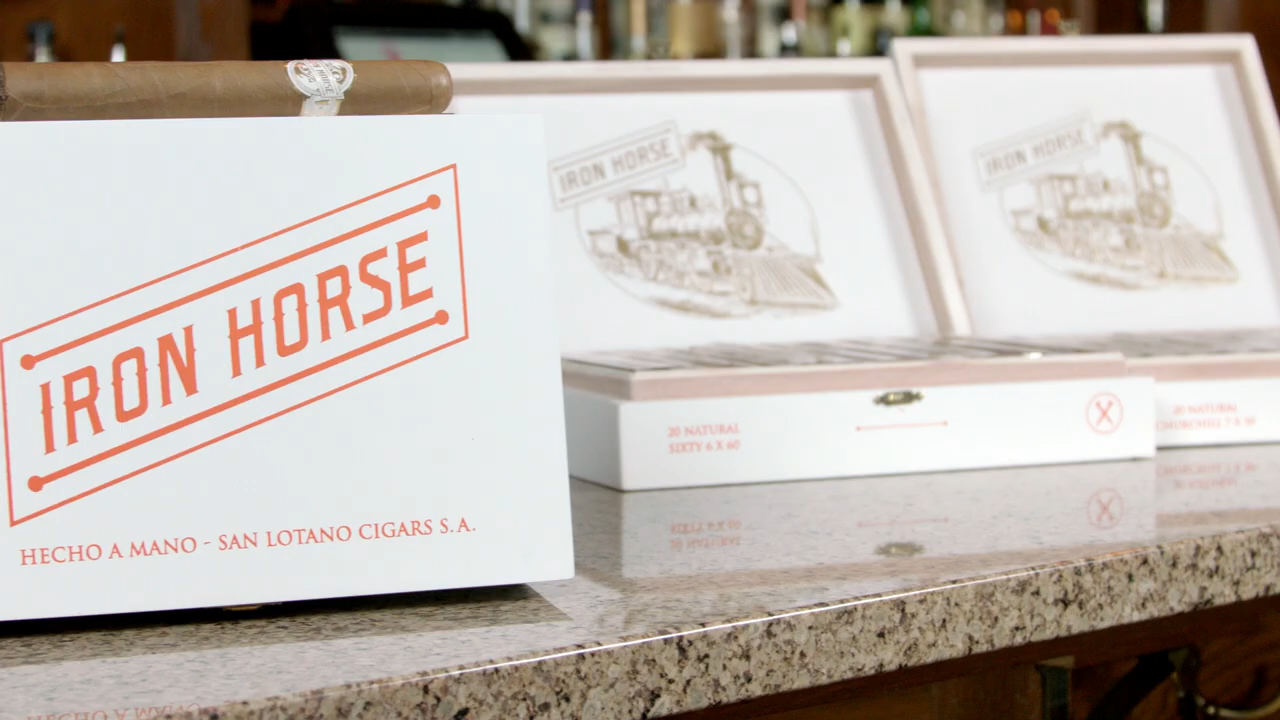 HORSE
IRON HORSE
HECHO A MANO - SAN LOTANO CIGARS S.A.
IRON HORSE
20 NATURAL
SIXTY 6 X 60
IRON HORSE
20 NATURAL
CHURCHILL 7 X 50